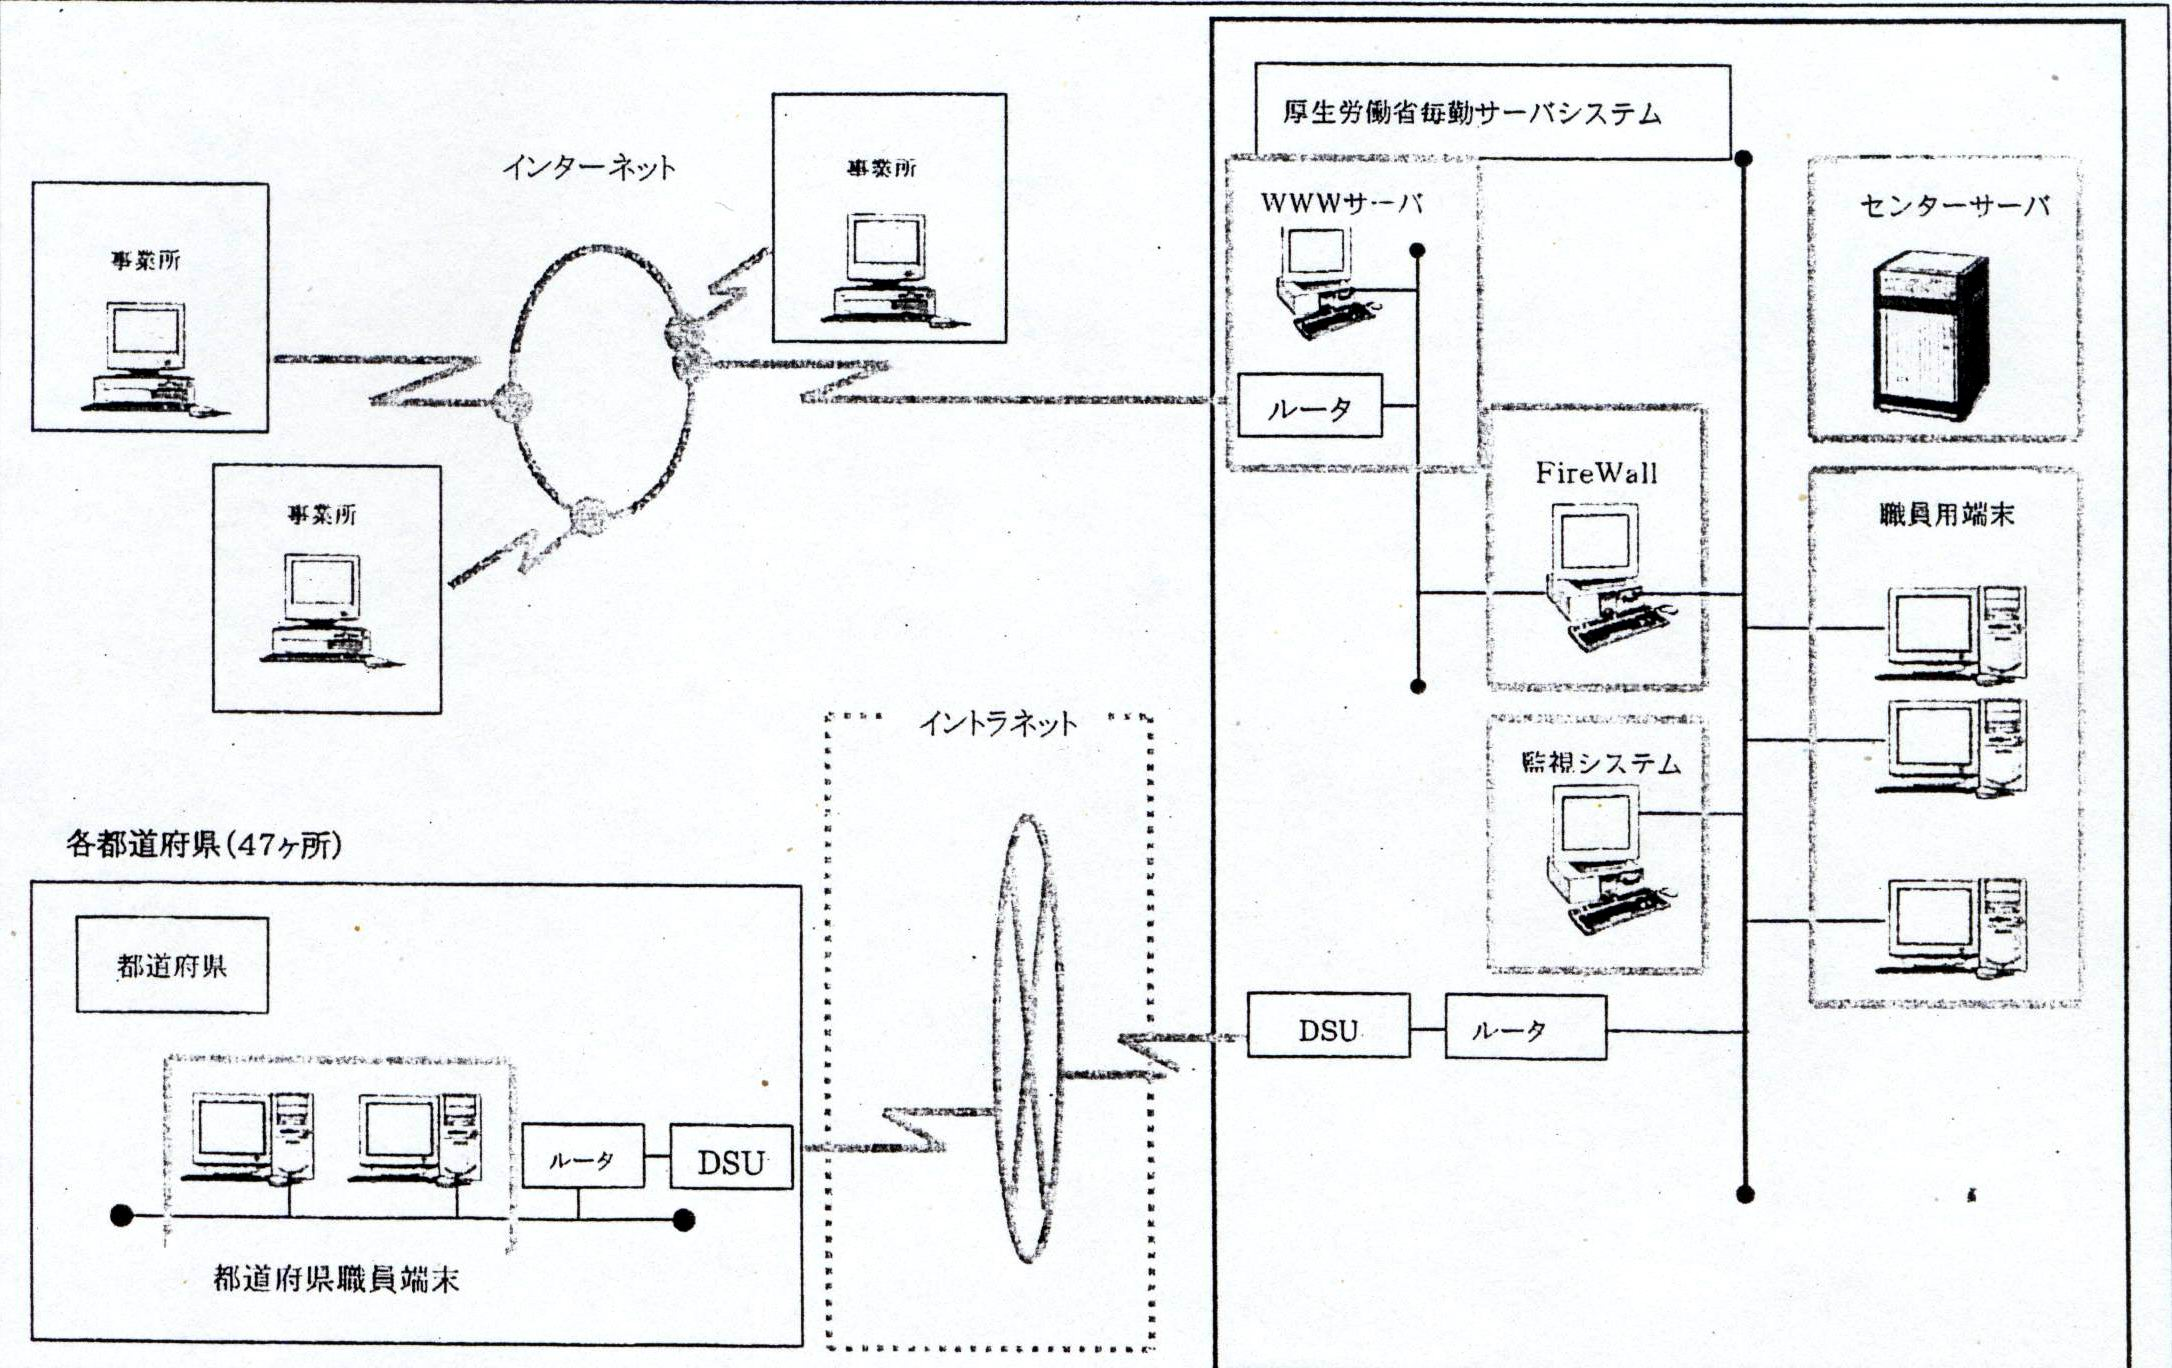 厚生労働省毎勤サーバシステム
インターネット
事業所
事業所
事業所
WWWサーバ
ルータ
FireWall
センターサーバ
職員用端末
監視システム
イントラネット
DSU
ルータ
各都道府県(47ヶ所)
都道府県
ルータ
DSU
都道府県職員端末